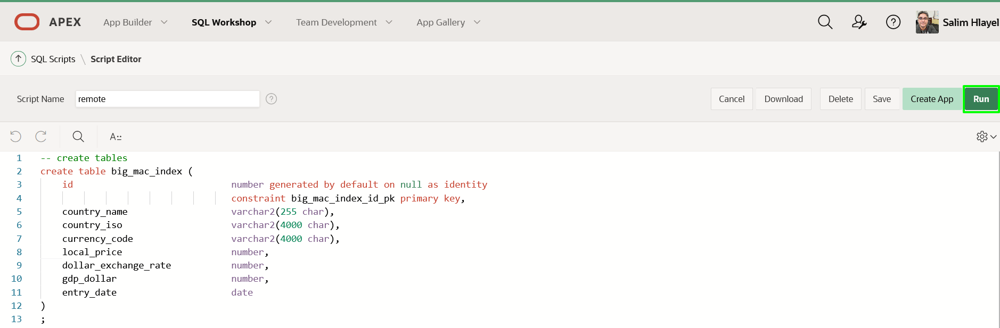 APEX App Builder SQL Workshop Team Development App Gallery Salim Hlayel
SQL Scripts \ Script Editor
Script Name remote ? Cancel Download Delete Save Create App Run
A::
1 -- create tables
2 create table big_mac_index (
3 id number generated by default on null as identity
4 constraint big_mac_index_id_pk primary key,
5 country_name varchar2(255 char),
6 country_iso varchar2(4000 char),
7 currency_code varchar2(4000 char),
8 local_price number,
9 dollar_exchange_rate number,
10 gdp_dollar number,
11 entry_date date
12 )
13 ;